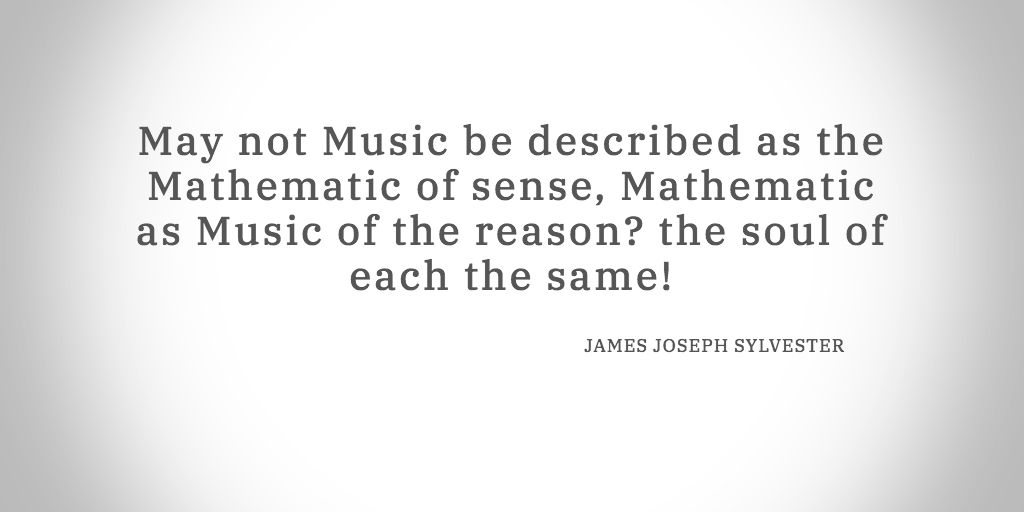 May not Music be described as the
Mathematic of sense, Mathematic
as Music of the reason? the soul of
each the same!
JAMES JOSEPH SYLVESTER